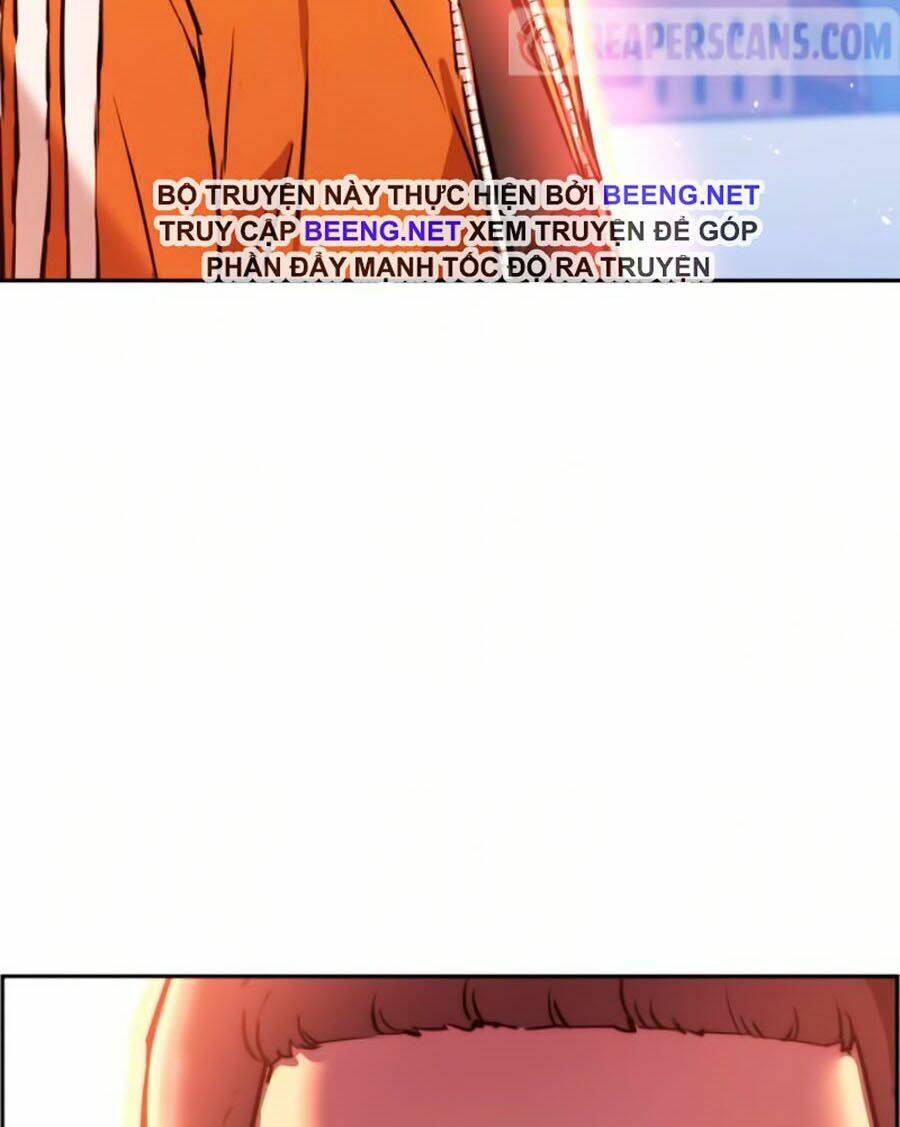 REAPERSCANS.COM
BỘ TRUYỆN NÀY THỰC HIỆN BỞI BEENG.NET
TRUY CẬP BEENG.NET XEM TRUYỆN ĐỂ GÓP
PHẦN ĐẨY MẠNH TỐC ĐỘ RA TRUYỆN